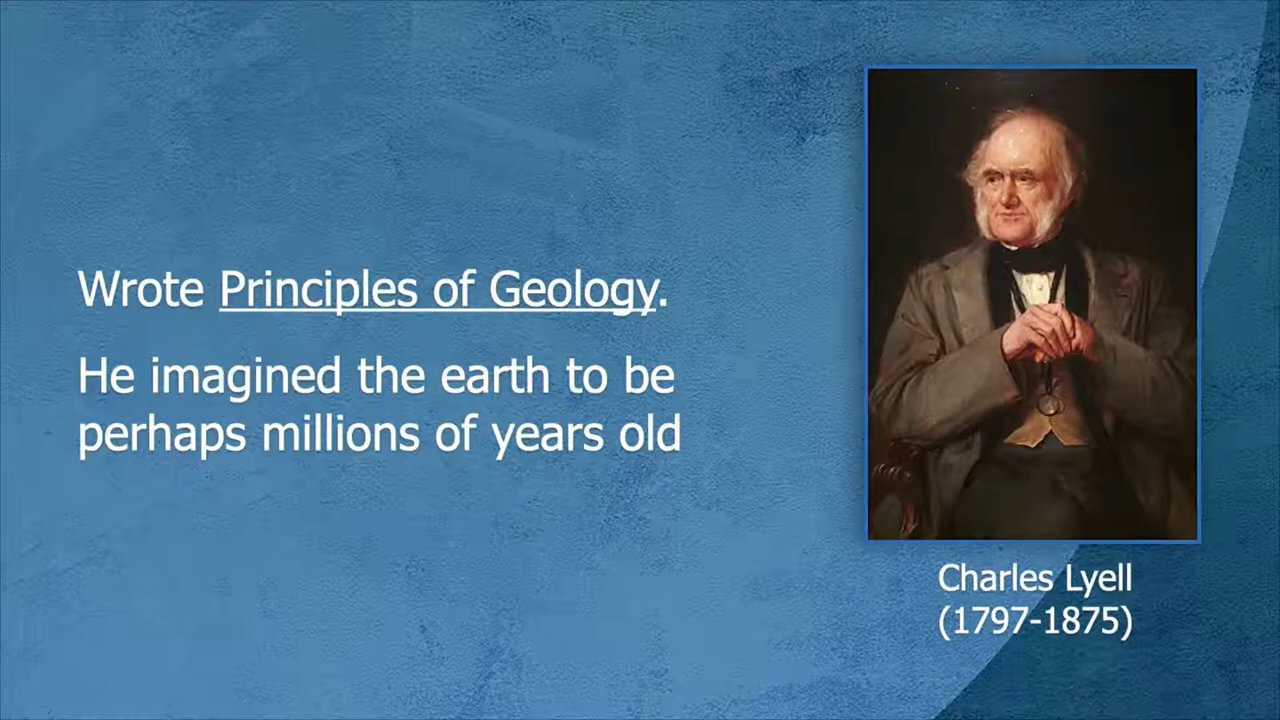 Wrote Principles of Geology.
He imagined the earth to be
perhaps millions of years old
Charles Lyell
(1797-1875)